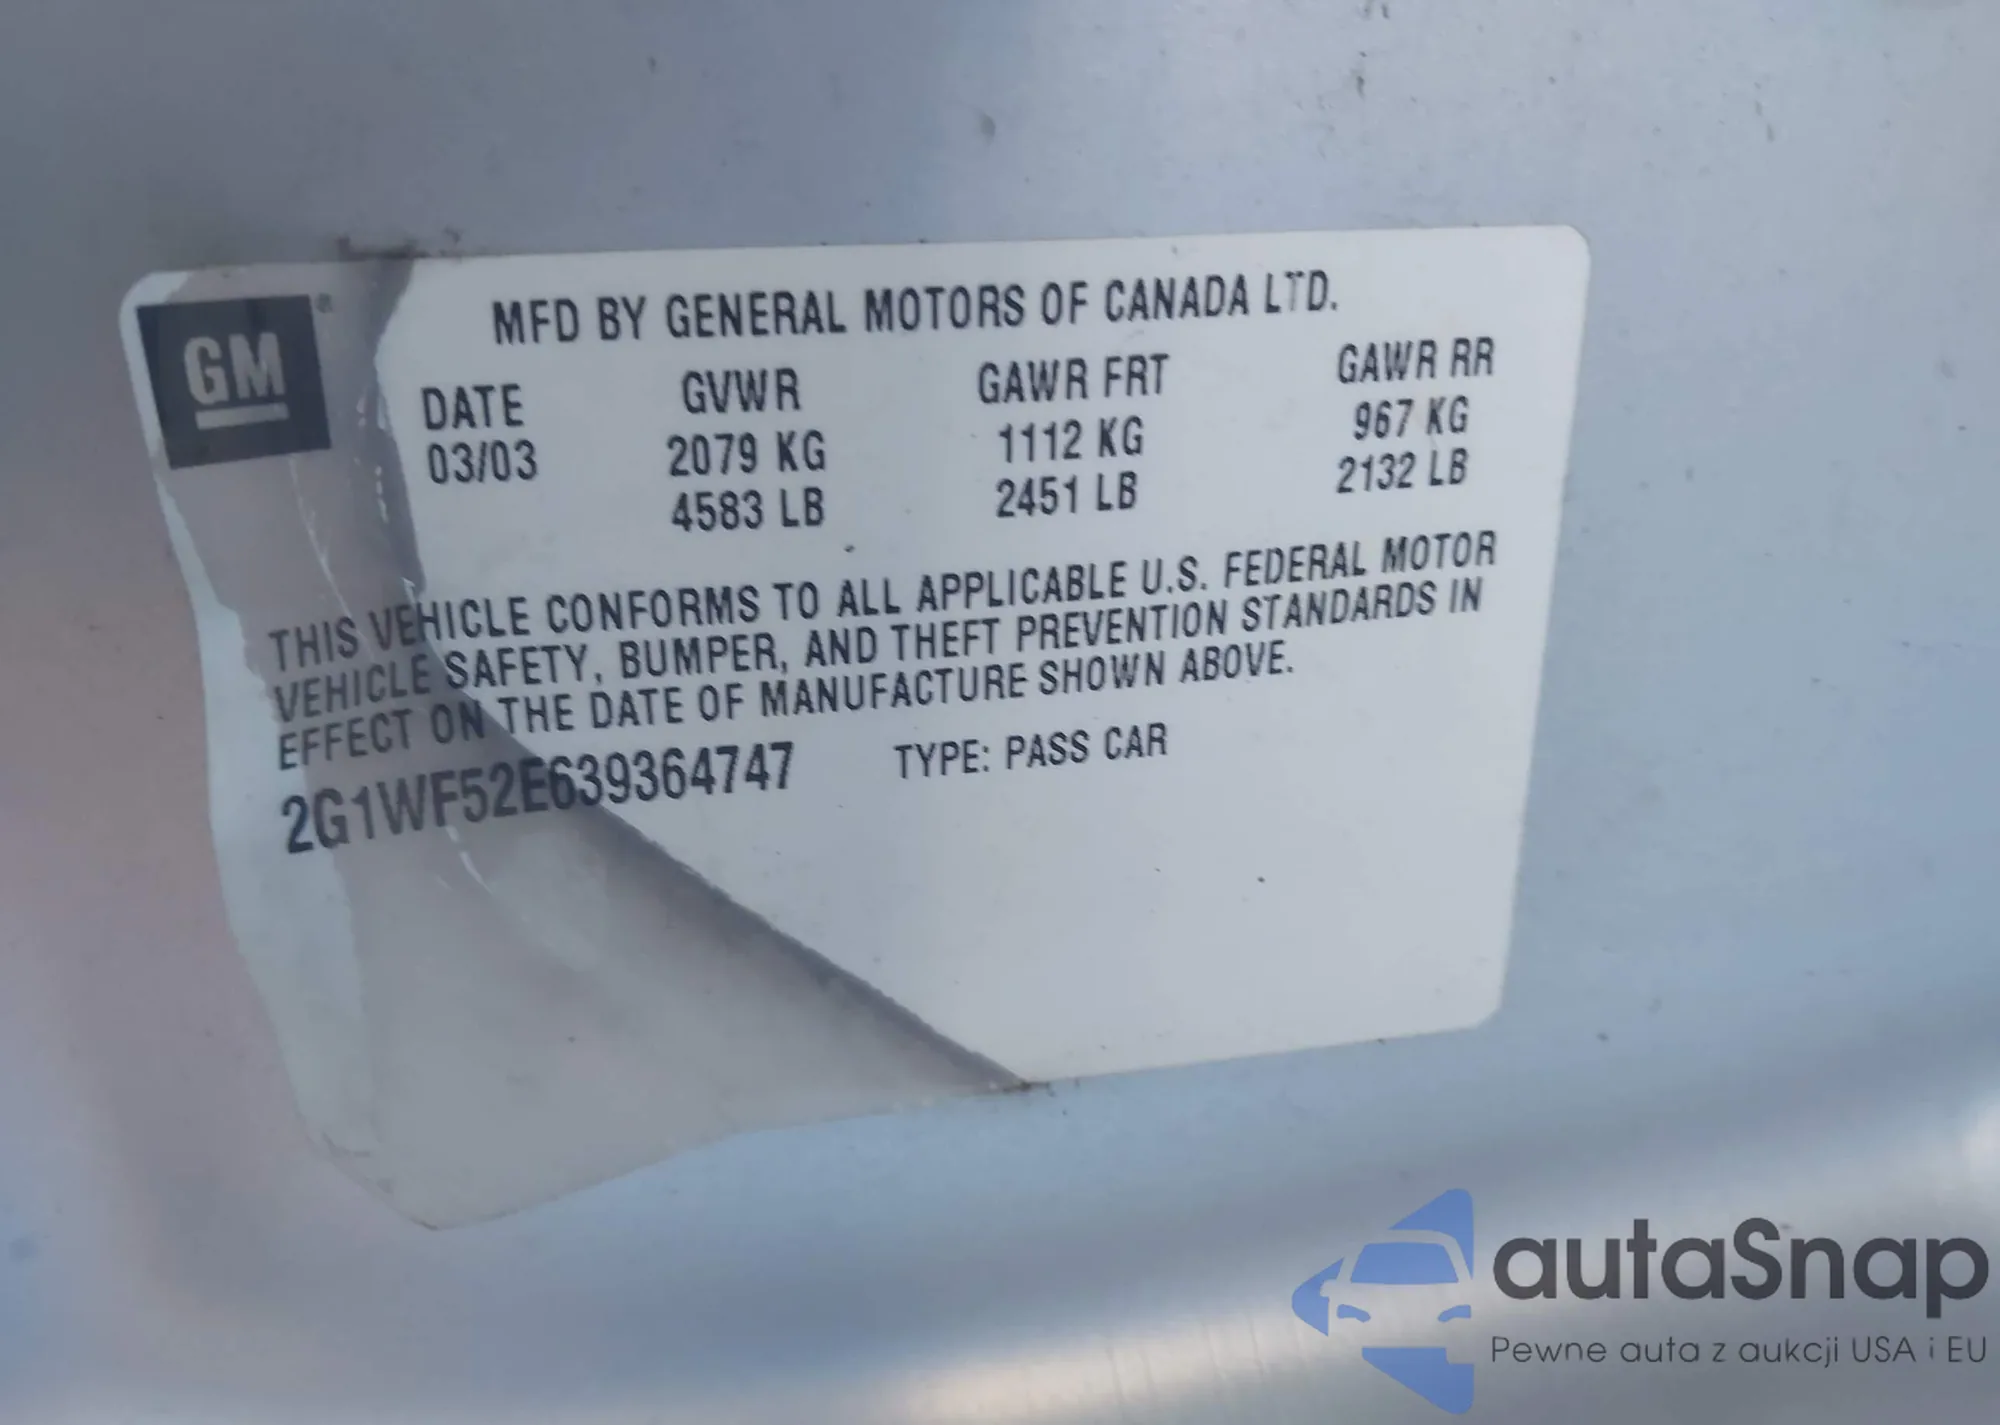 GM®
MFD BY GENERAL MOTORS OF CANADA LTD.
DATE GVWR GAWR FRT GAWR RR
03/03 2079 KG 1112 KG 967 KG
4583 LB 2451 LB 2132 LB
THIS VEHICLE CONFORMS TO ALL APPLICABLE U.S. FEDERAL MOTOR
VEHICLE SAFETY, BUMPER, AND THEFT PREVENTION STANDARDS IN
EFFECT ON THE DATE OF MANUFACTURE SHOWN ABOVE.
2G1WF52E639364747 TYPE: PASS CAR
autaSnap
Pewne auta z aukcji USA i EU